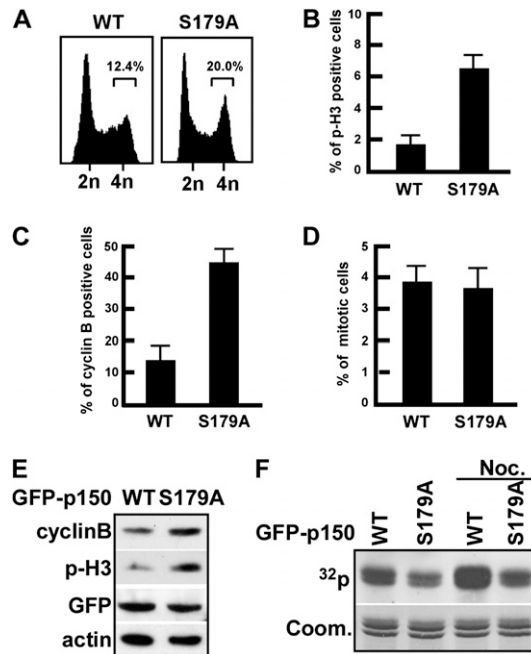 A
WT
S179A
12.4%
20.0%
2n 4n
2n 4n
B
% of p-H3 positive cells
10
8
6
4
2
0
WT
S179A
C
% of cyclin B positive cells
50
40
30
20
10
0
WT
S179A
D
% of mitotic cells
5
4
3
2
1
0
WT
S179A
E
GFP-p150 WT S179A
cyclinB
p-H3
GFP
actin
F
Noc.
GFP-p150 WT S179A WT S179A
32p
Coom.